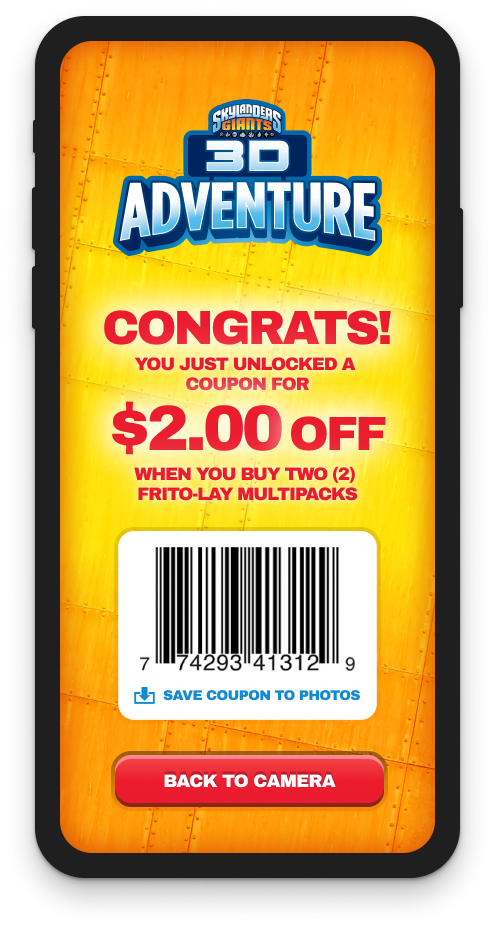 SKYLANDERS
GIANTS
3D
ADVENTURE
CONGRATS!
YOU JUST UNLOCKED A
COUPON FOR
$2.00 OFF
WHEN YOU BUY TWO (2)
FRITO-LAY MULTIPACKS
7 74293 41312 9
SAVE COUPON TO PHOTOS
BACK TO CAMERA